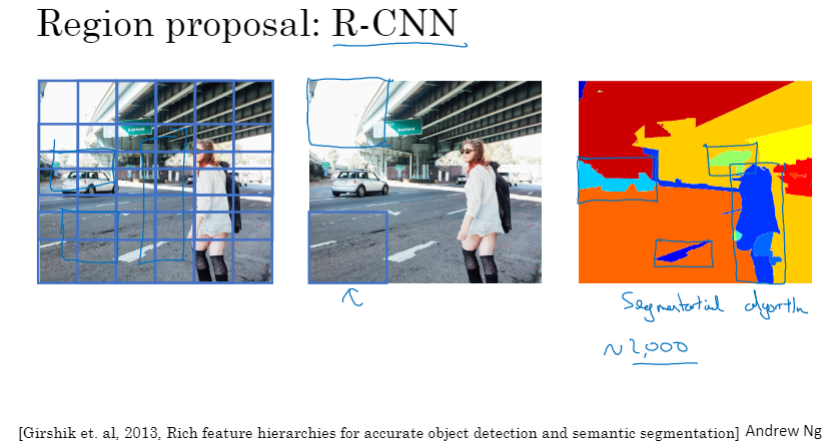 Region proposal: R-CNN
Segmentation algorithm
~2,000
[Girshik et. al, 2013, Rich feature hierarchies for accurate object detection and semantic segmentation] Andrew Ng